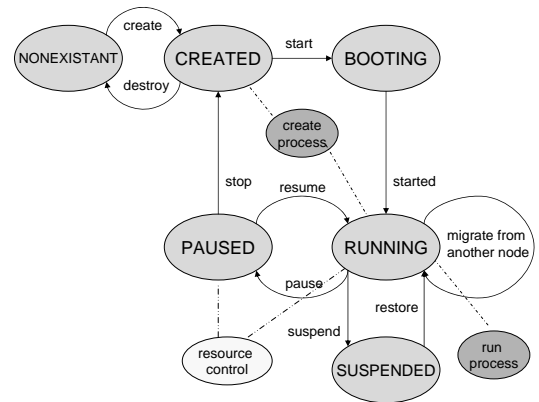 create
NONEXISTANT
CREATED
start
BOOTING
destroy
create
process
stop
resume
started
PAUSED
RUNNING
migrate from
another node
pause
suspend
restore
resource
control
SUSPENDED
run
process